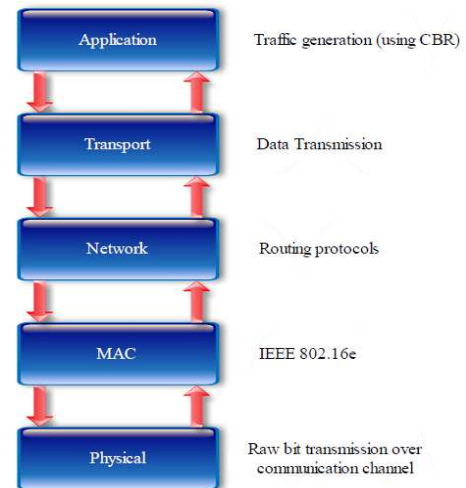 Application
Traffic generation (using CBR)
Transport
Data Transmission
Network
Routing protocols
MAC
IEEE 802.16e
Physical
Raw bit transmission over
communication channel